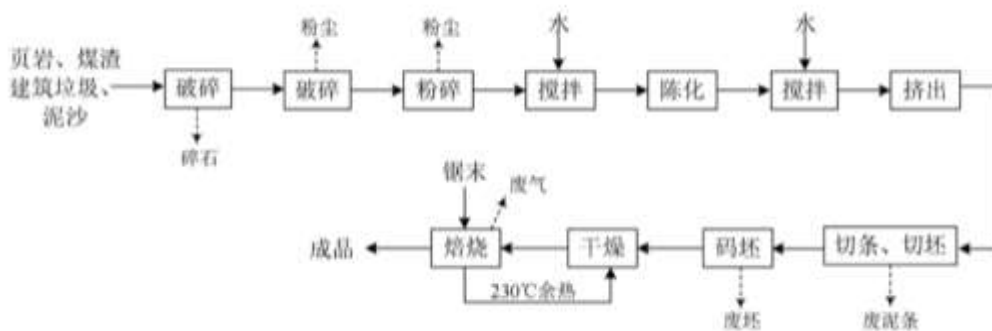 粉尘
粉尘
水
水
页岩、煤渣
建筑垃圾、
泥沙
破碎
破碎
粉碎
搅拌
陈化
搅拌
挤出
碎石
锯末
废气
成品
焙烧
干燥
码坯
切条、切坯
230℃余热
废坯
废泥条